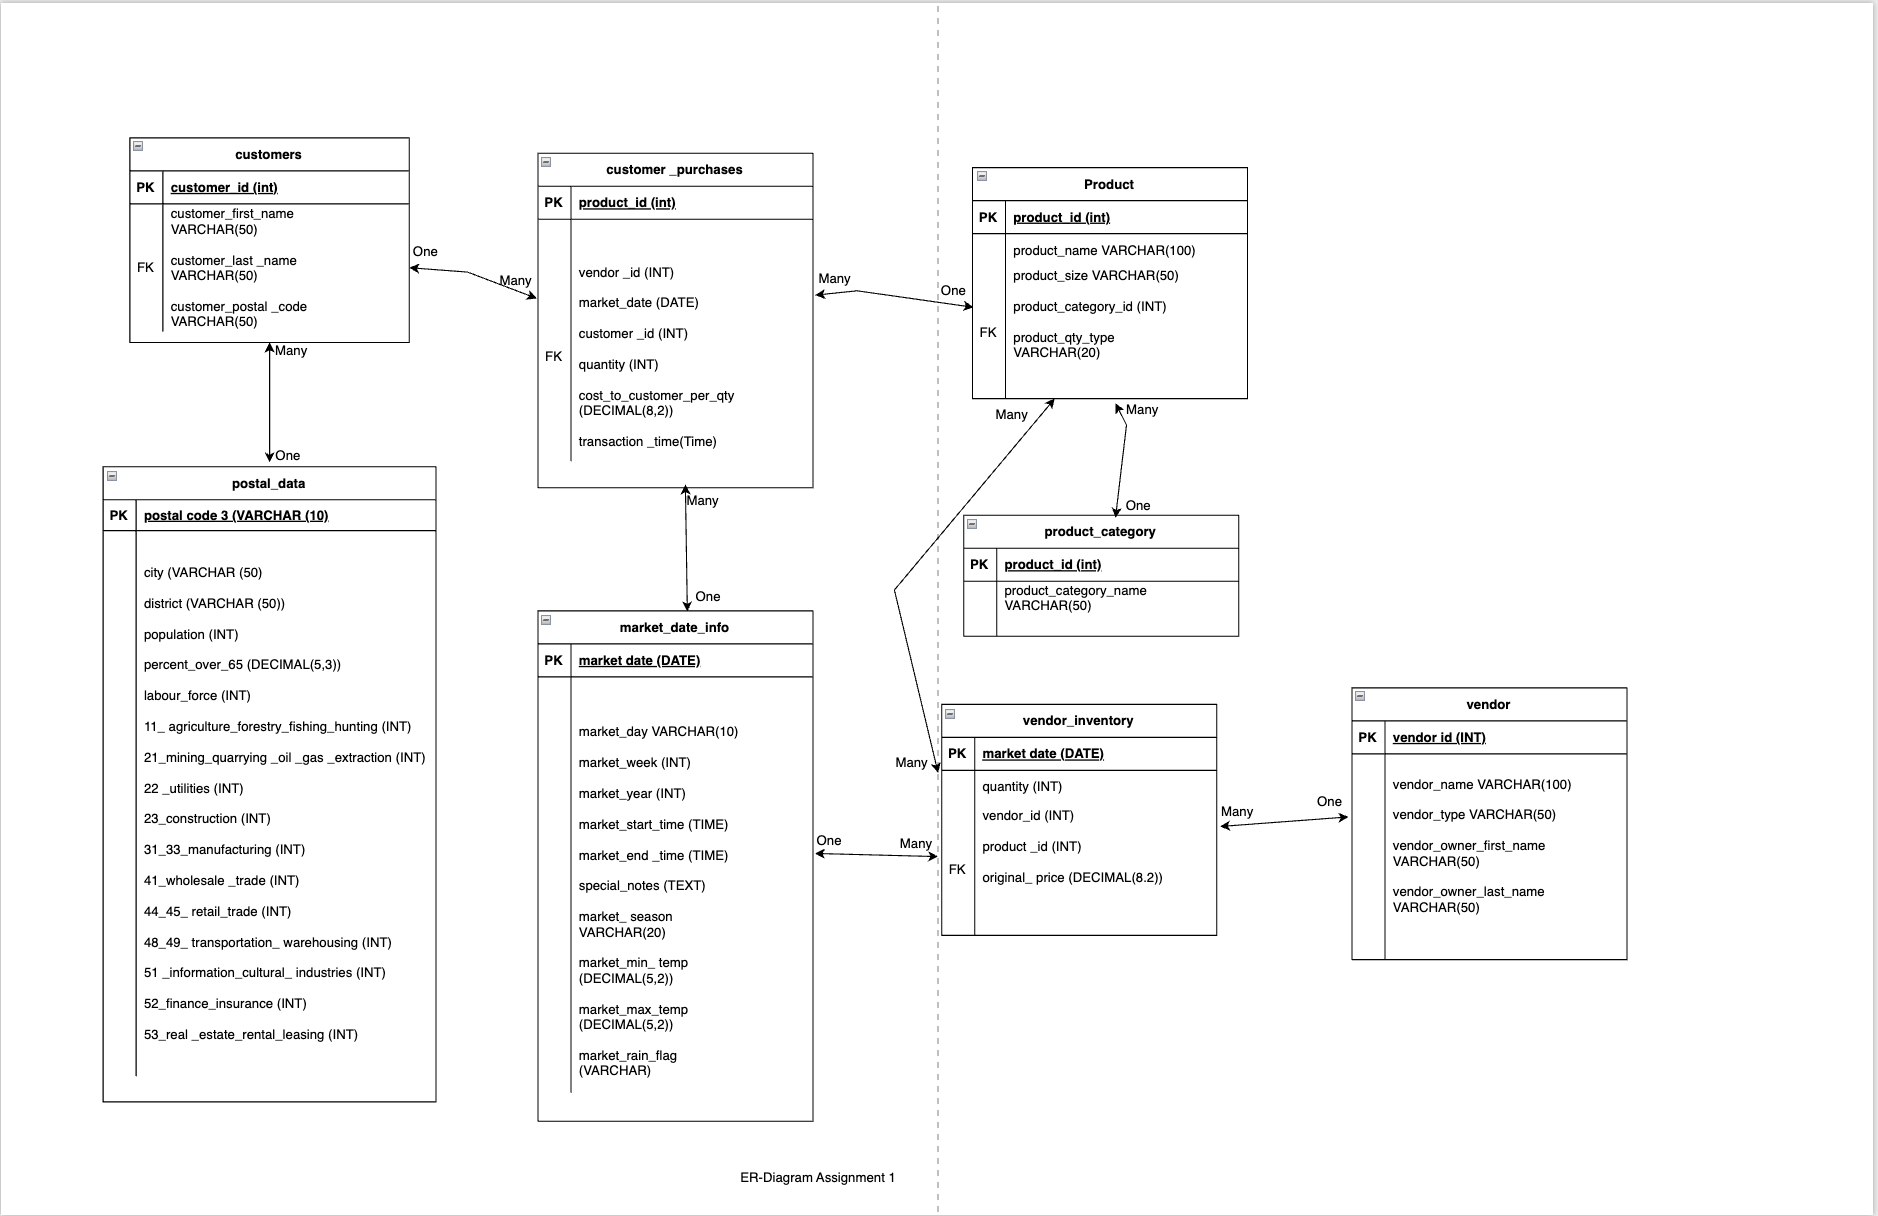 customers
PK customer_id (int)
customer_first_name
VARCHAR(50)
FK
customer_last _name
VARCHAR(50)
customer_postal _code
VARCHAR(50)
One
Many
Many
One
customer _purchases
PK product_id (int)
vendor _id (INT)
market_date (DATE)
customer _id (INT)
FK
quantity (INT)
cost_to_customer_per_qty
(DECIMAL(8,2))
transaction _time(Time)
Many
One
Many
One
Product
PK product_id (int)
product_name VARCHAR(100)
product_size VARCHAR(50)
product_category_id (INT)
FK
product_qty_type
VARCHAR(20)
Many
Many
One
postal_data
PK postal code 3 (VARCHAR (10)
city (VARCHAR (50)
district (VARCHAR (50))
population (INT)
percent_over_65 (DECIMAL(5,3))
labour_force (INT)
11_ agriculture_forestry_fishing_hunting (INT)
21_mining_quarrying _oil _gas _extraction (INT)
22 _utilities (INT)
23_construction (INT)
31_33_manufacturing (INT)
41_wholesale _trade (INT)
44_45_ retail_trade (INT)
48_49_ transportation_ warehousing (INT)
51 _information_cultural_ industries (INT)
52_finance_insurance (INT)
53_real _estate_rental_leasing (INT)
market_date_info
PK market date (DATE)
market_day VARCHAR(10)
market_week (INT)
market_year (INT)
market_start_time (TIME)
market_end _time (TIME)
special_notes (TEXT)
market_ season
VARCHAR(20)
market_min_ temp
(DECIMAL(5,2))
market_max_temp
(DECIMAL(5,2))
market_rain_flag
(VARCHAR)
One
Many
Many
product_category
PK product_id (int)
product_category_name
VARCHAR(50)
vendor_inventory
PK market date (DATE)
quantity (INT)
vendor_id (INT)
product _id (INT)
FK
original_ price (DECIMAL(8.2))
Many
One
vendor
PK vendor id (INT)
vendor_name VARCHAR(100)
vendor_type VARCHAR(50)
vendor_owner_first_name
VARCHAR(50)
vendor_owner_last_name
VARCHAR(50)
ER-Diagram Assignment 1